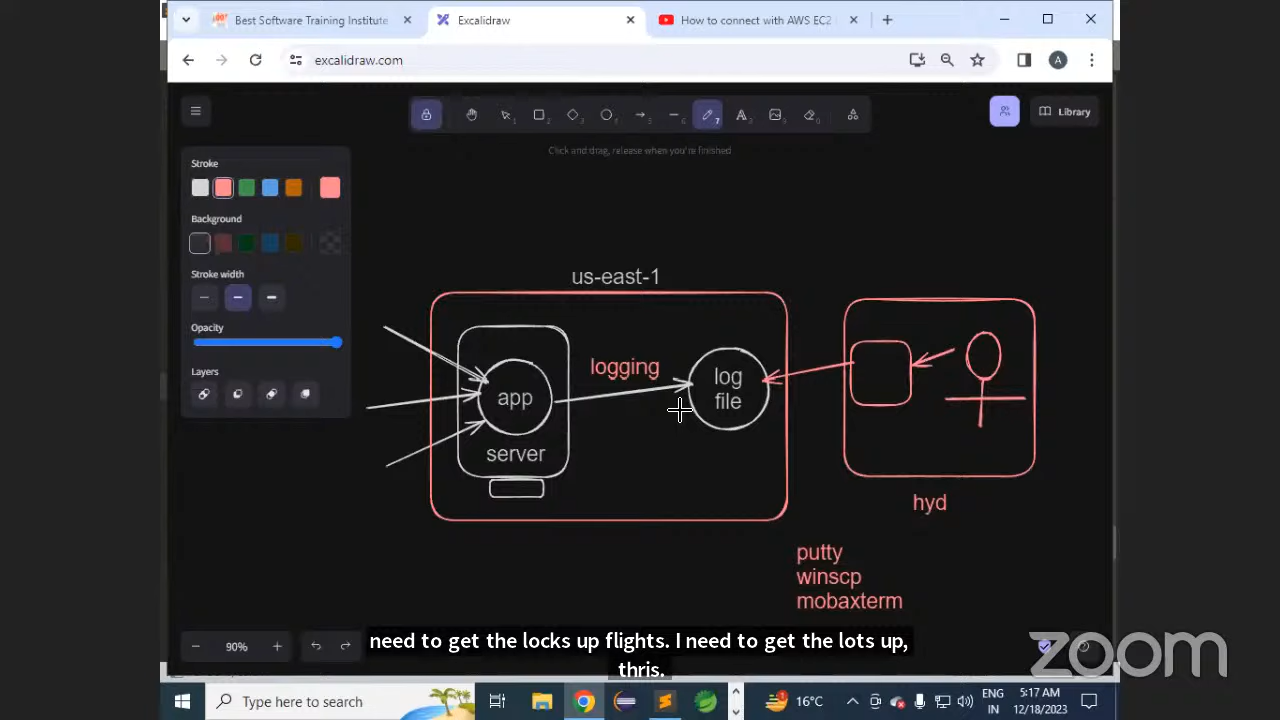 Best Software Training Institute
Excalidraw
How to connect with AWS EC2
excalidraw.com
A
Library
Click and drag, release when you're finished
Stroke
Background
Stroke width
Opacity
Layers
us-east-1
logging
app
server
log
file
hyd
putty
winscp
mobaxterm
90%
need to get the locks up flights. I need to get the lots up,
thris.
zoom
Type here to search
16°C
ENG
IN
5:17 AM
12/18/2023